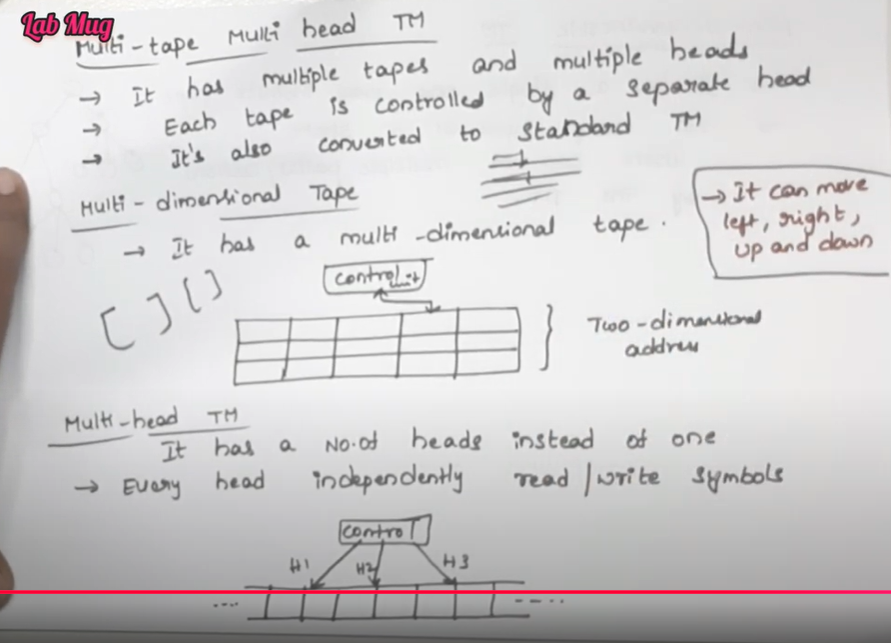 Lab Mug
Multi-tape Multi head TM
→ It has multiple tapes and multiple heads
→ Each tape is controlled by a separate head
→ It's also converted to standard TM
Multi-dimensional Tape
→ It has a multi-dimensional tape.
→ It can move
left, right,
up and down
[ ] [ ]
control unit
Two-dimensional
address
Multi-head TM
It has a No.of heads instead of one
→ Every head independently read/write symbols
control
H1 H2 H3
.... ....